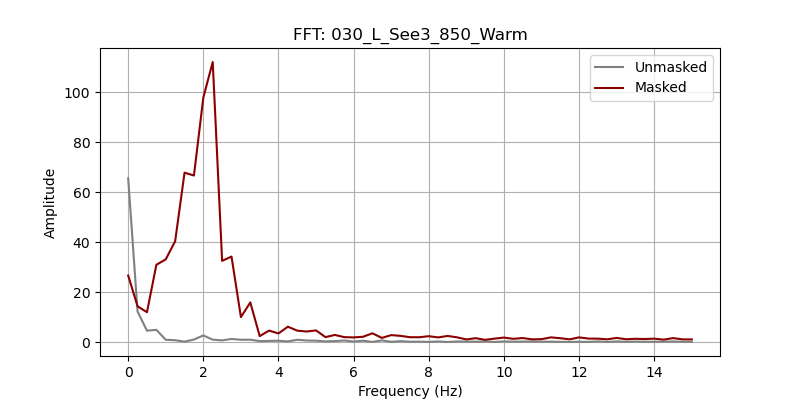 FFT: 030_L_See3_850_Warm
Unmasked
Masked
Amplitude
100
80
60
40
20
0
0 2 4 6 8 10 12 14
Frequency (Hz)